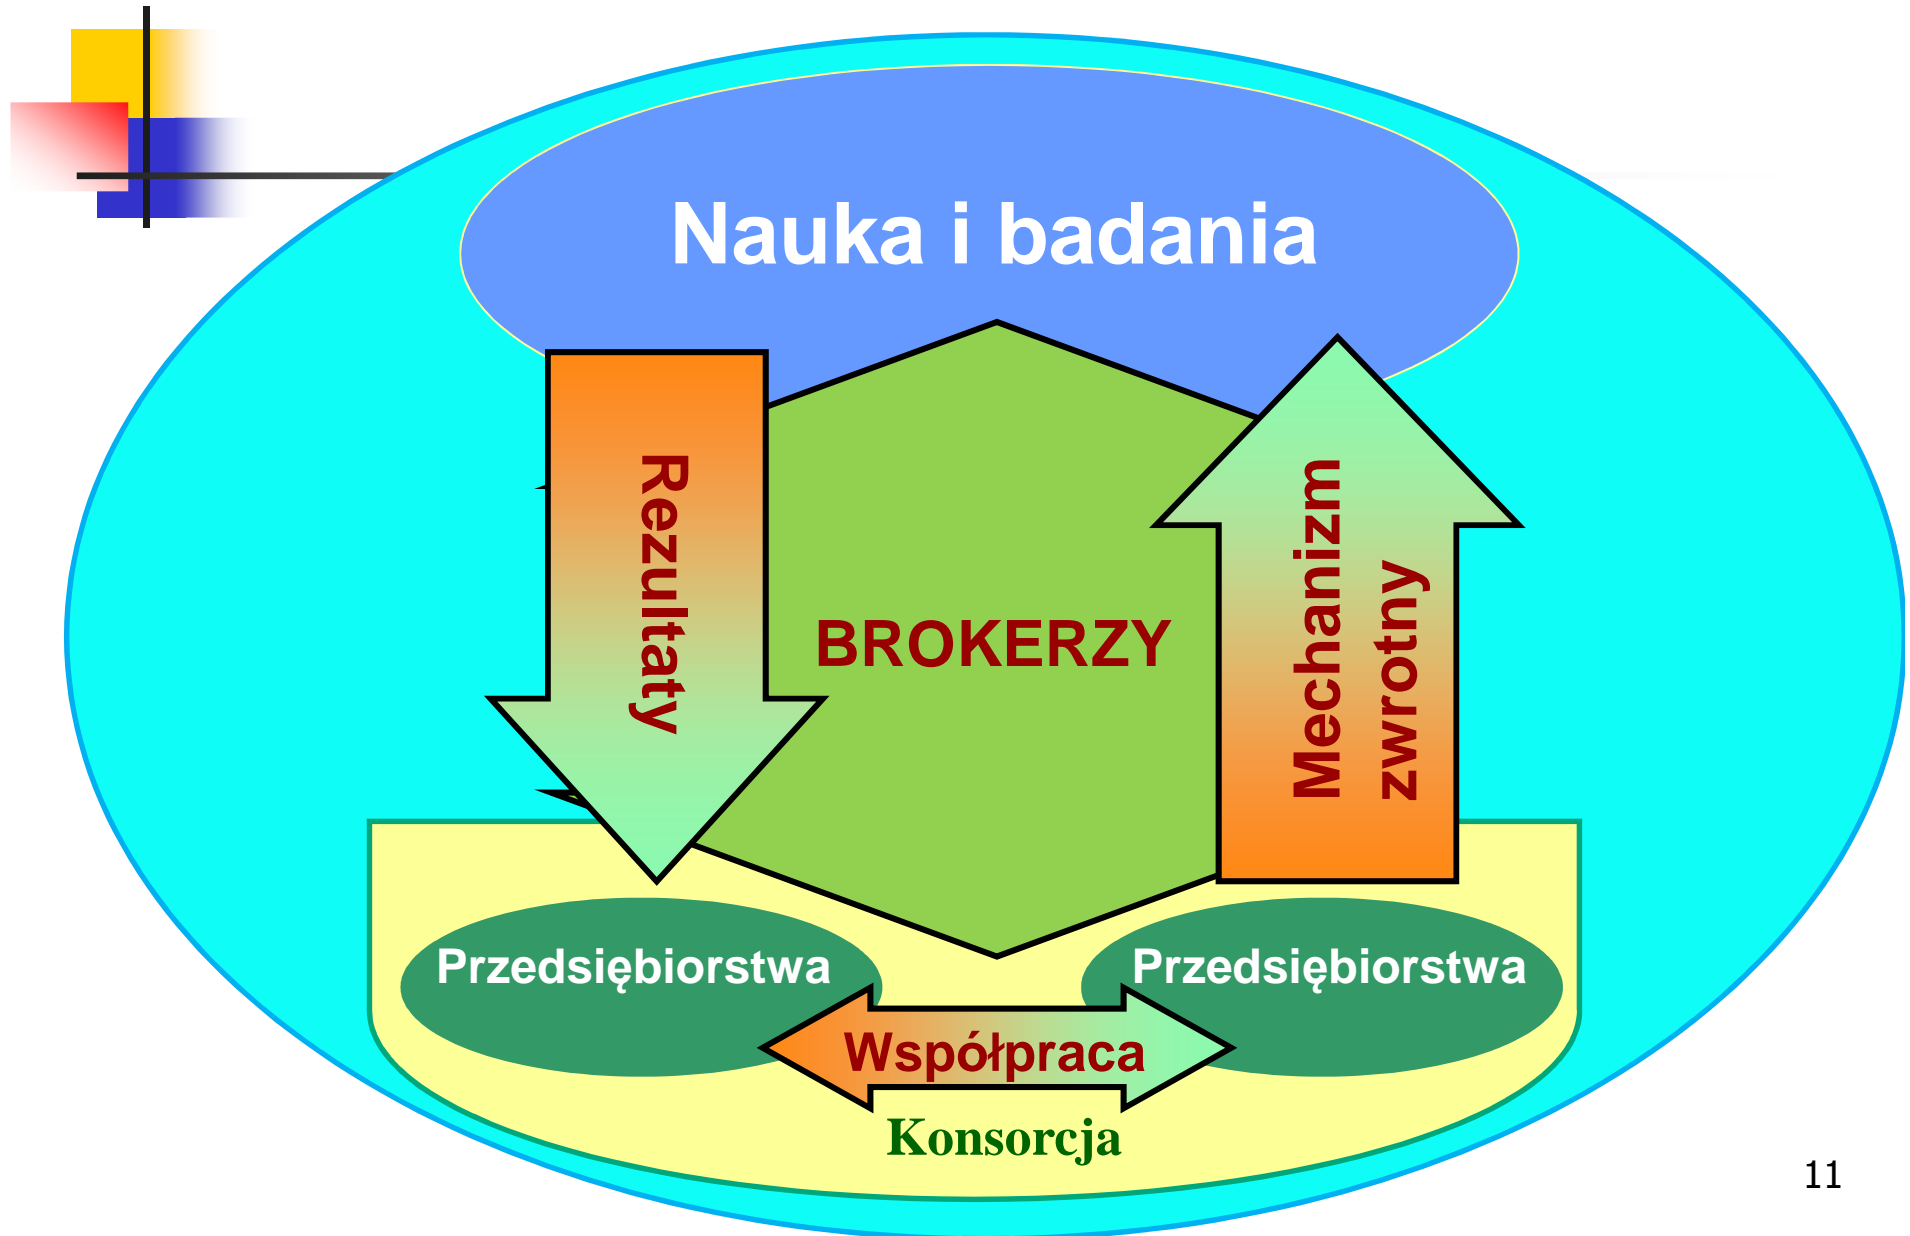 Nauka i badania
Rezultaty
BROKERZY
Mechanizm
zwrotny
Przedsiębiorstwa
Przedsiębiorstwa
Współpraca
Konsorcja
11